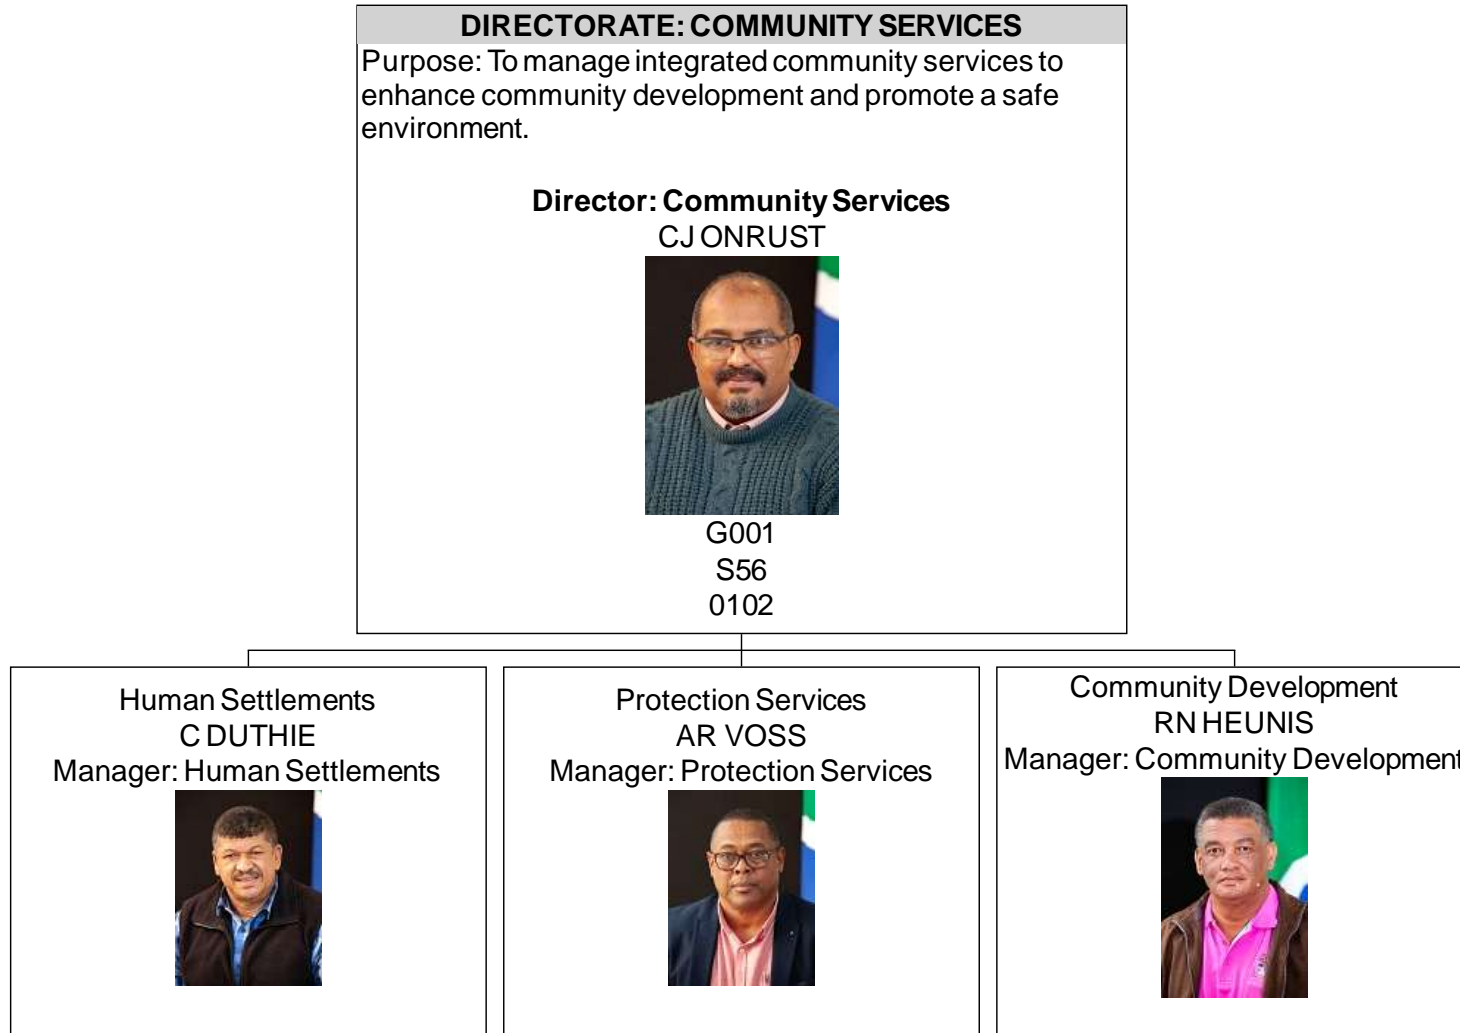 DIRECTORATE: COMMUNITY SERVICES
Purpose: To manage integrated community services to
enhance community development and promote a safe
environment.
Director: Community Services
CJ ONRUST
G001
S56
0102
Human Settlements
C DUTHIE
Manager: Human Settlements
Protection Services
AR VOSS
Manager: Protection Services
Community Development
RN HEUNIS
Manager: Community Development